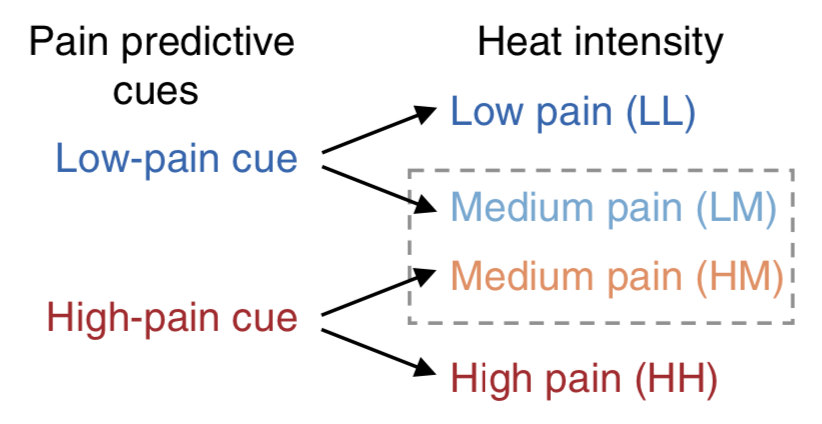 Pain predictive
cues
Heat intensity
Low-pain cue
Low pain (LL)
Medium pain (LM)
High-pain cue
Medium pain (HM)
High pain (HH)